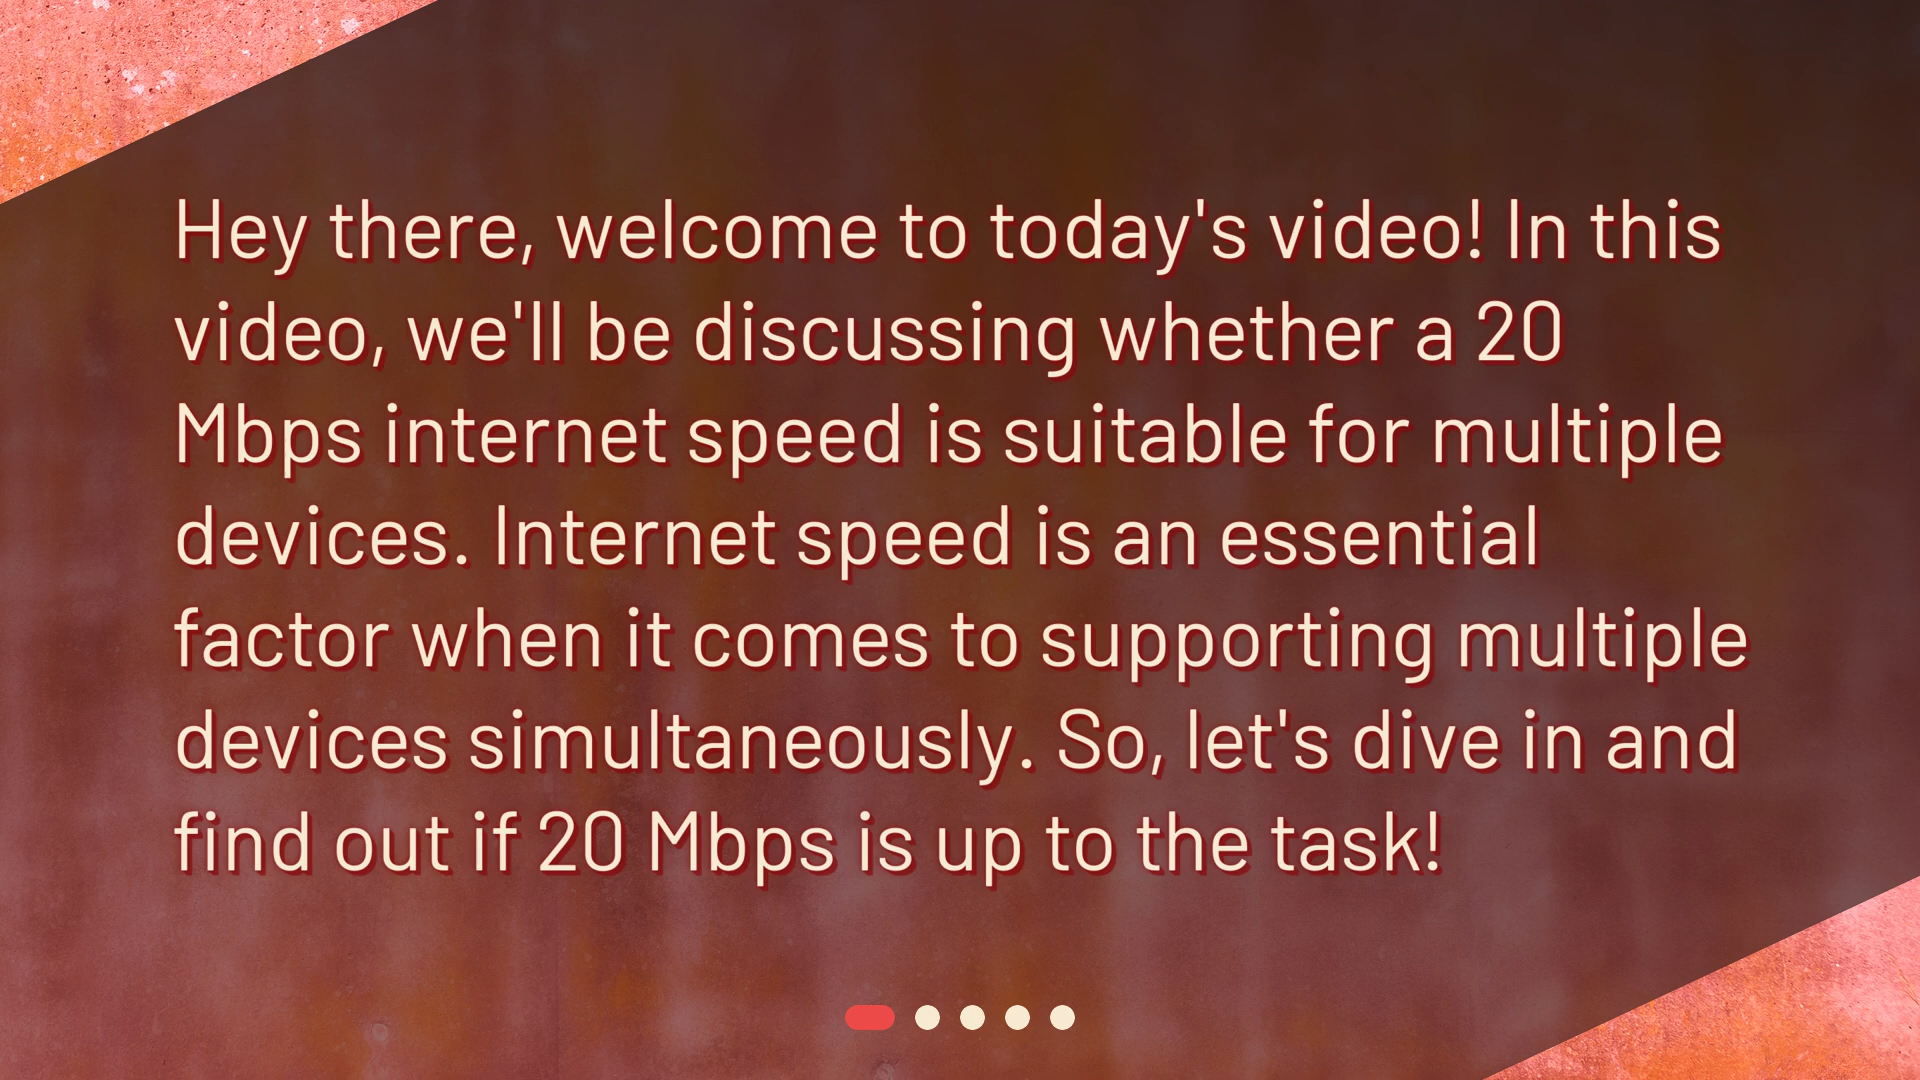 Hey there, welcome to today's video! In this
video, we'll be discussing whether a 20
Mbps internet speed is suitable for multiple
devices. Internet speed is an essential
factor when it comes to supporting multiple
devices simultaneously. So, let's dive in and
find out if 20 Mbps is up to the task!